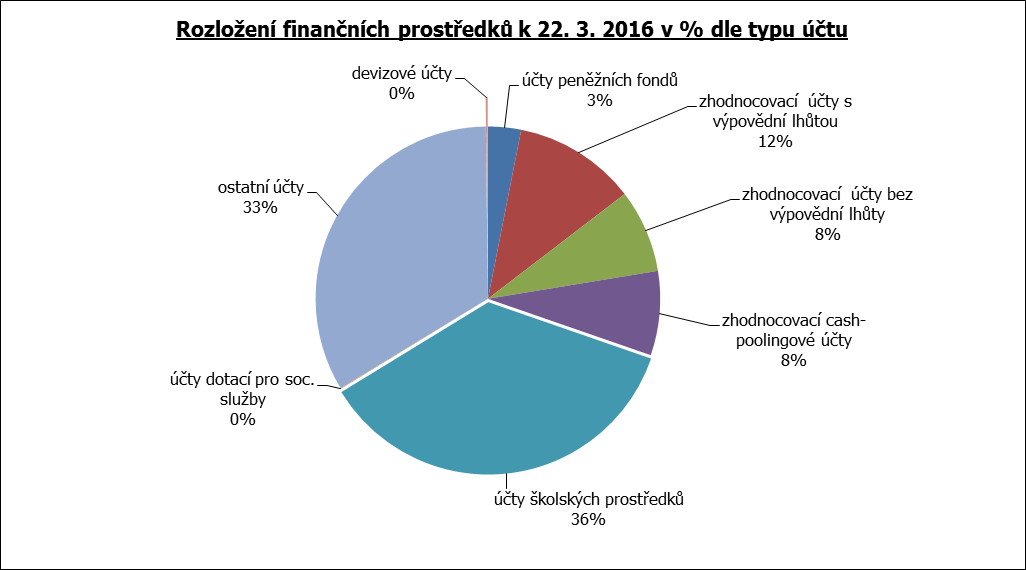 Rozložení finančních prostředků k 22. 3. 2016 v % dle typu účtu
devizové účty
0%
účty peněžních fondů
3%
zhodnocovací  účty s
výpovědní lhůtou
12%
zhodnocovací  účty bez
výpovědní lhůty
8%
zhodnocovací cash-
poolingové účty
8%
účty školských prostředků
36%
účty dotací pro soc.
služby
0%
ostatní účty
33%